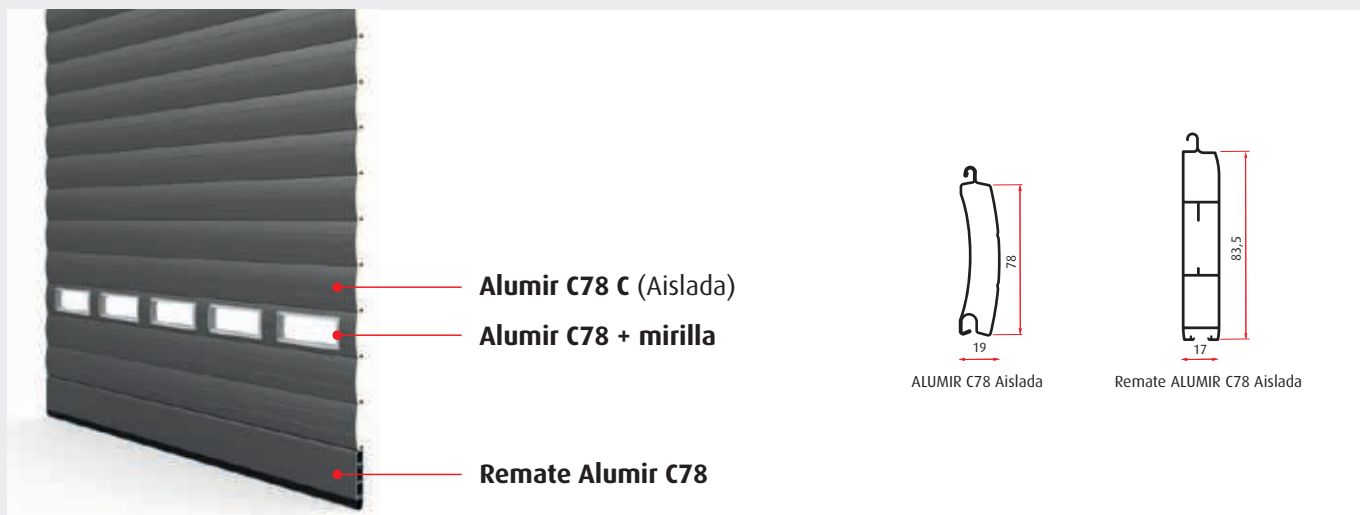 Alumir C78 C (Aislada)
Alumir C78 + mirilla
Remate Alumir C78
78
19
ALUMIR C78 Aislada
83,5
17
Remate ALUMIR C78 Aislada